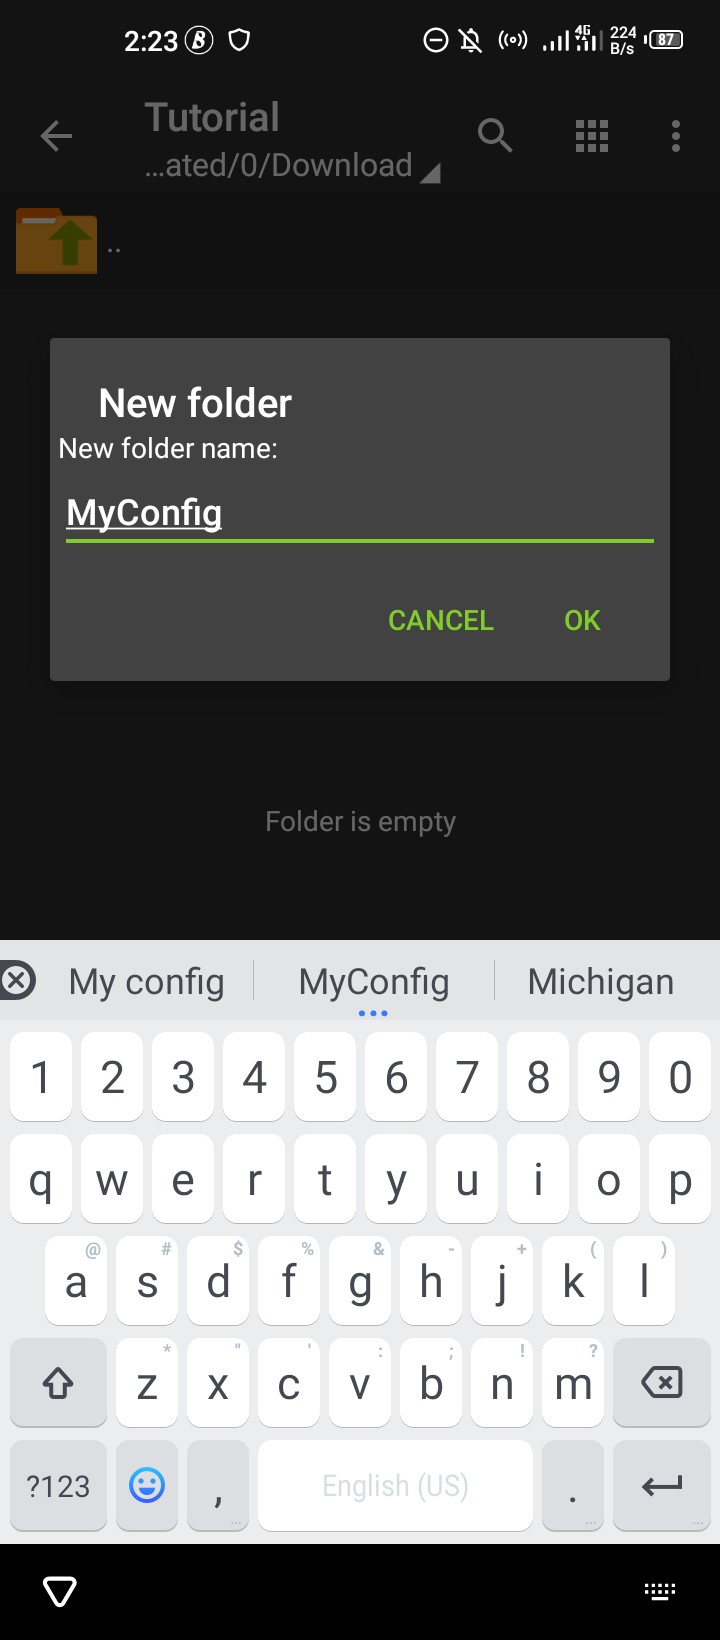 2:23 4G 224 B/s 87
Tutorial
...ated/0/Download
..
New folder
New folder name:
MyConfig
CANCEL OK
Folder is empty
My config MyConfig Michigan
1 2 3 4 5 6 7 8 9 0
q w e r t y u i o p
@ # $ % & - + ( )
a s d f g h j k l
* " ' : ; ! ?
z x c v b n m
?123 , English (US) .